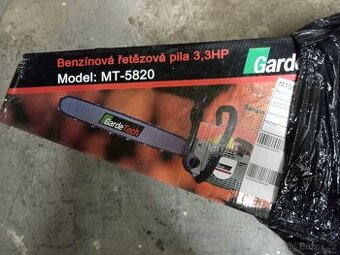 Benzínová řetězová pila 3,3HP
Model: MT-5820
Garde
GardeTech